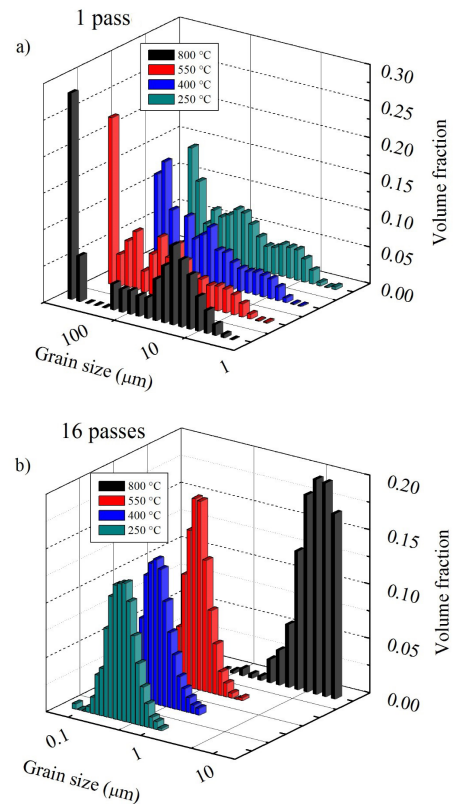 1 pass
a)
800 °C
550 °C
400 °C
250 °C
0.30
0.25
0.20
0.15
0.10
0.05
0.00
Volume fraction
100
10
1
Grain size (μm)
16 passes
b)
800 °C
550 °C
400 °C
250 °C
0.20
0.15
0.10
0.05
0.00
Volume fraction
0.1
1
10
Grain size (μm)